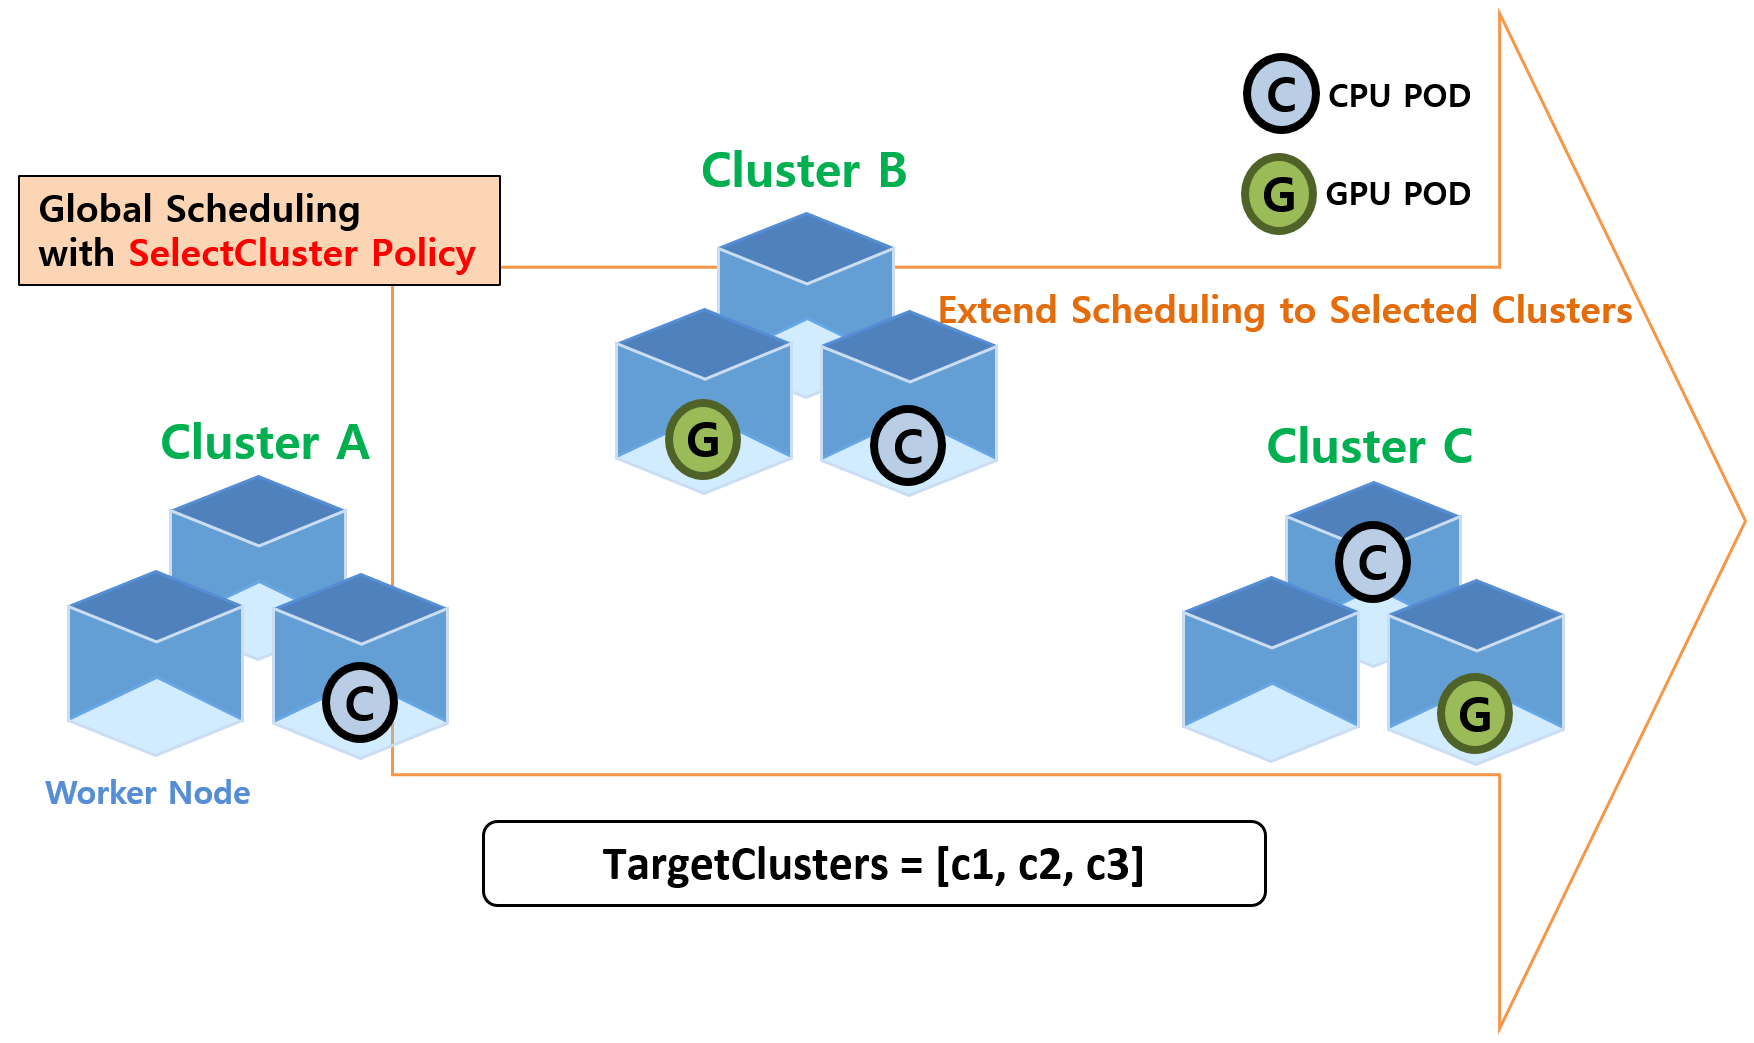 C CPU POD
G GPU POD
Cluster B
Global Scheduling
with SelectCluster Policy
Extend Scheduling to Selected Clusters
G
C
Cluster A
Cluster C
C
C
G
Worker Node
TargetClusters = [c1, c2, c3]